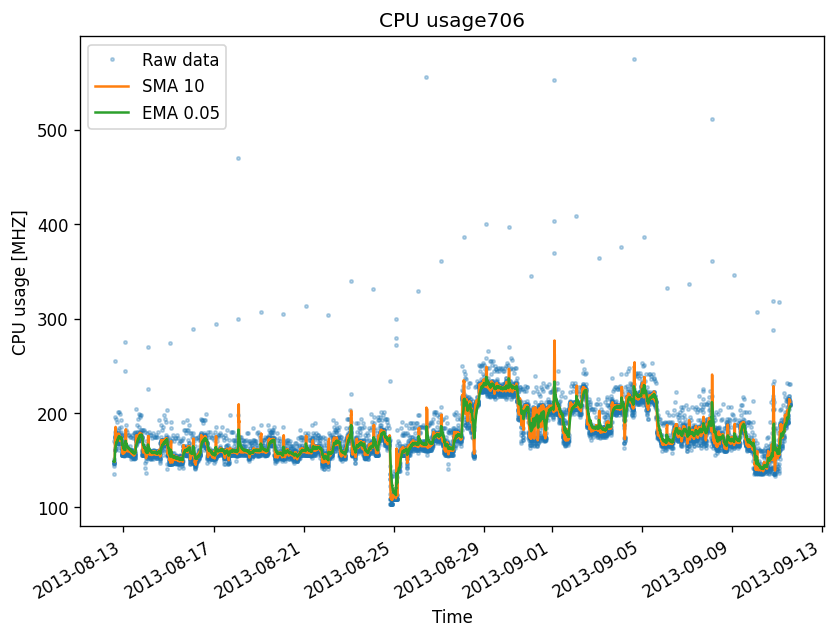 CPU usage706
Raw data
SMA 10
EMA 0.05
CPU usage [MHZ]
500
400
300
200
100
2013-08-13
2013-08-17
2013-08-21
2013-08-25
2013-08-29
2013-09-01
2013-09-05
2013-09-09
2013-09-13
Time